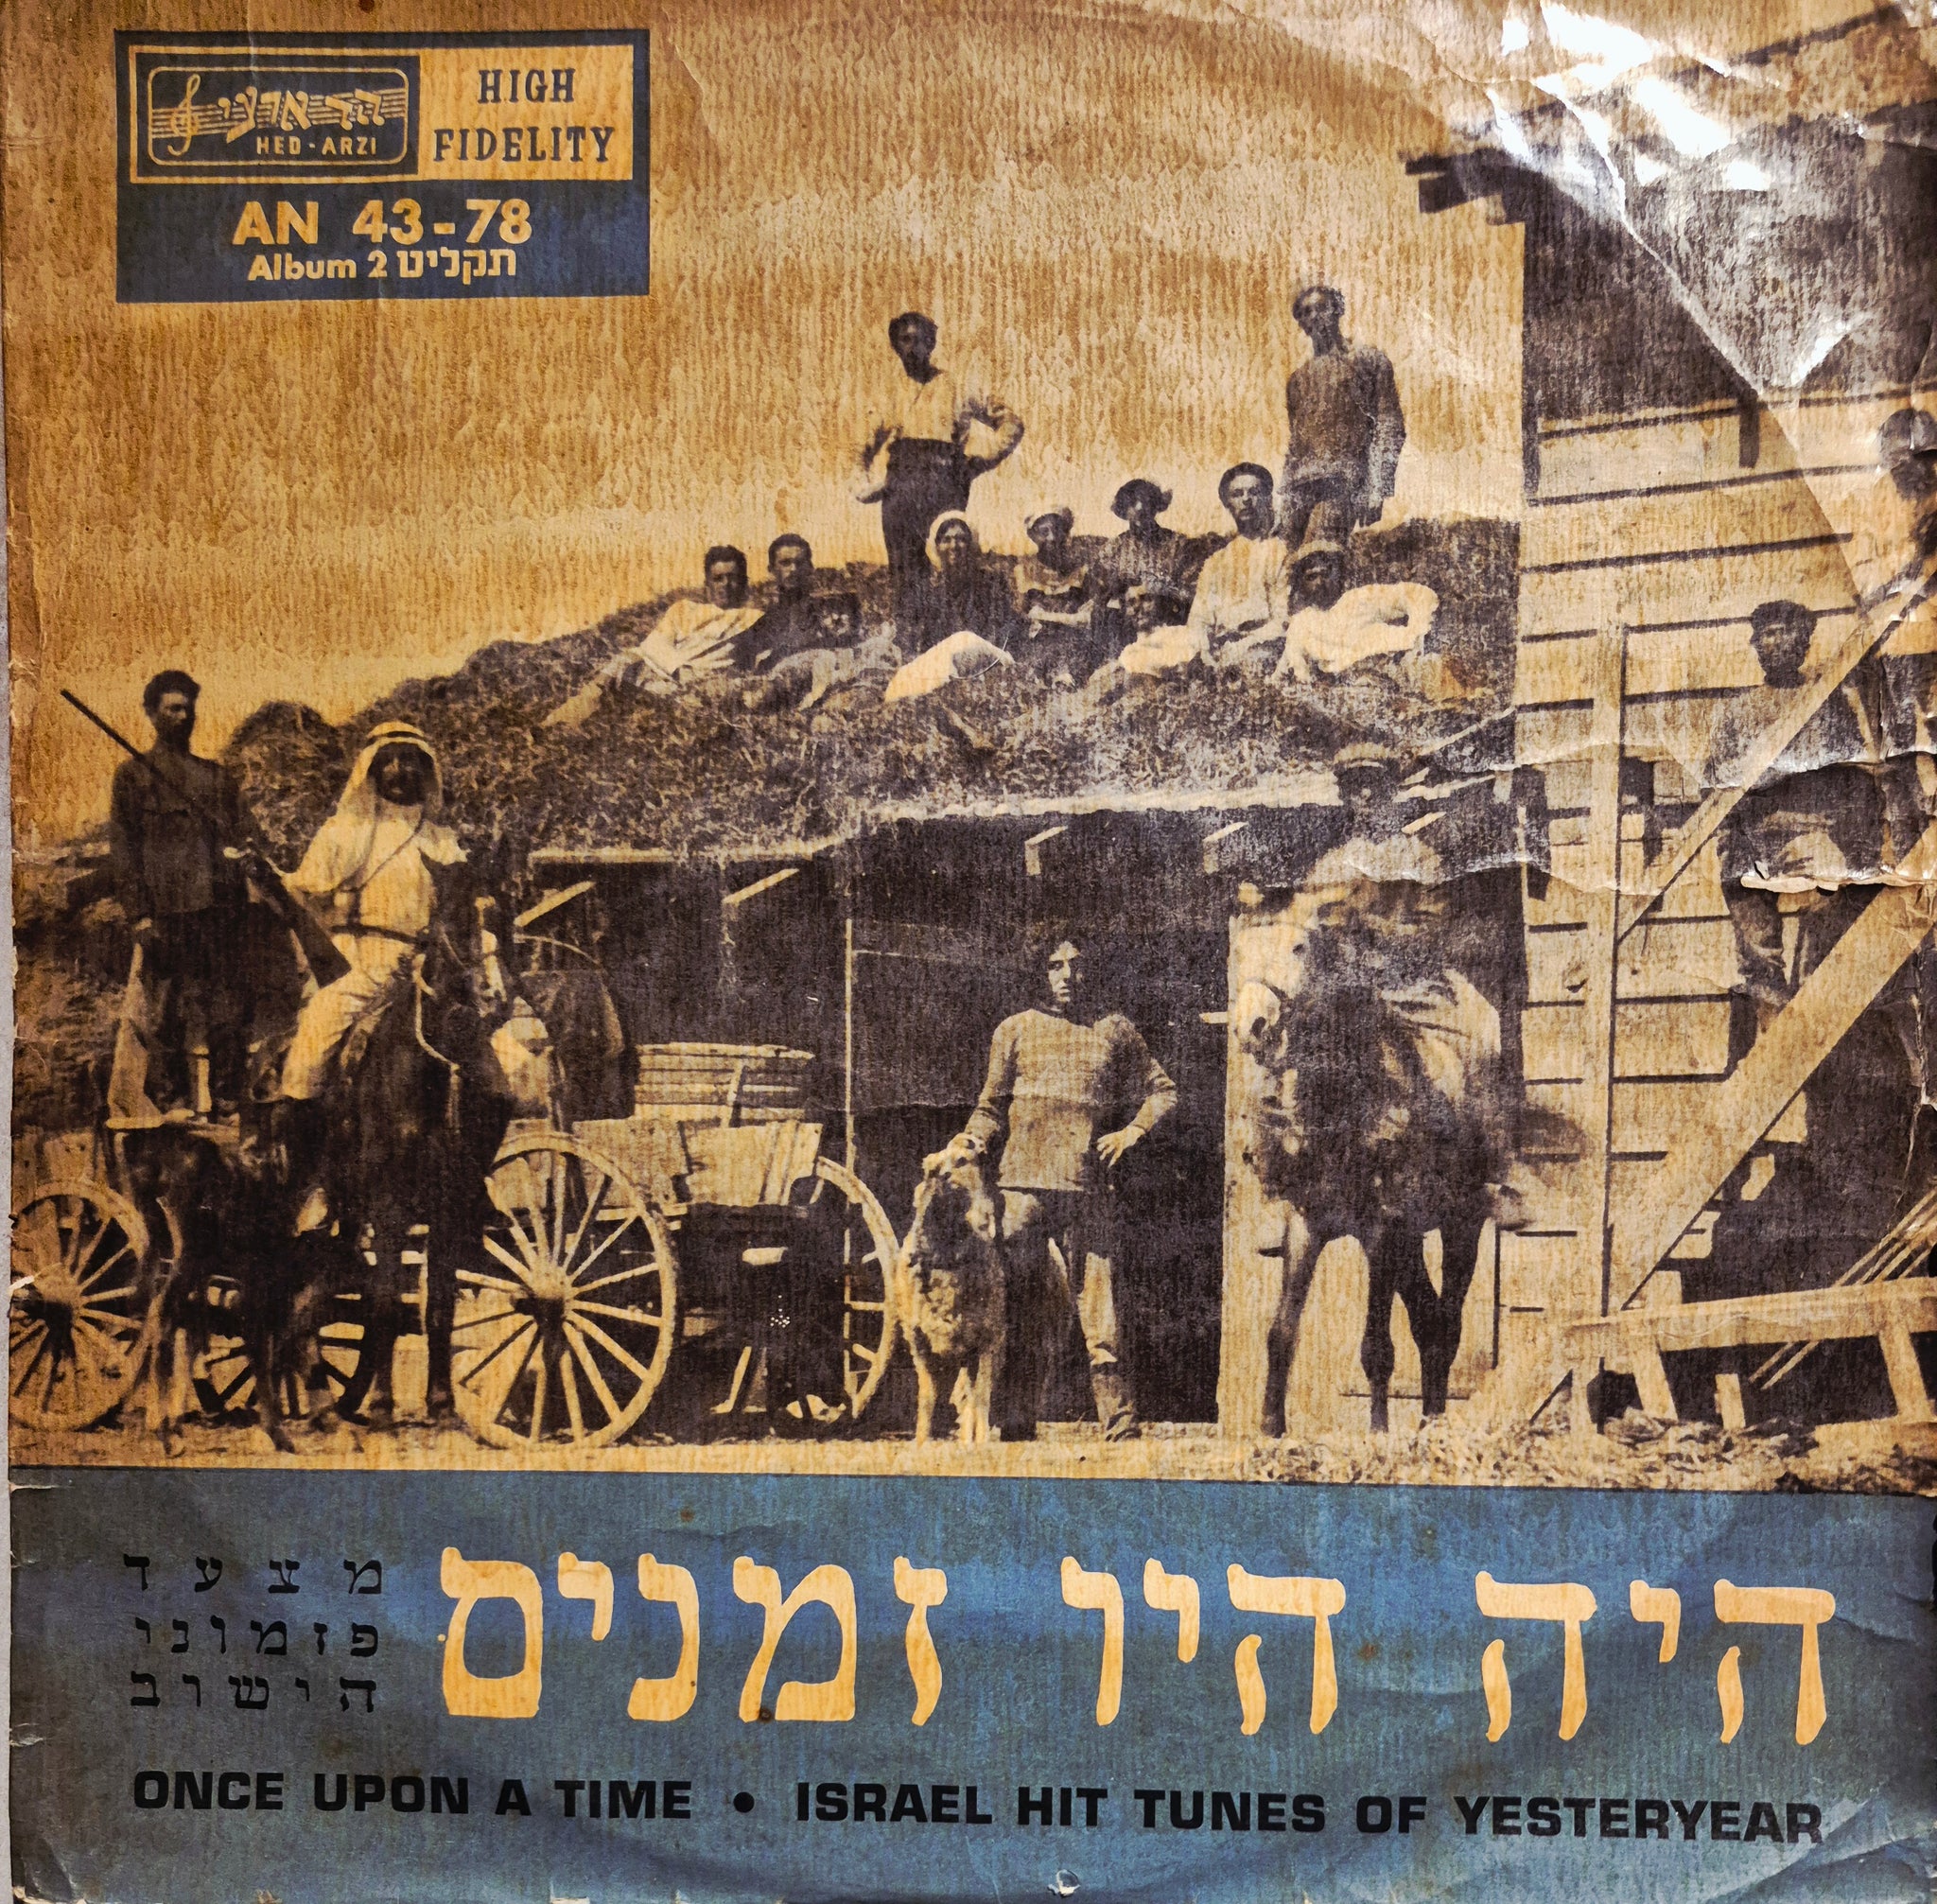 הד ארצי
HED-ARZI
HIGH
FIDELITY
AN 43-78
Album 2 תקליט
היה היו זמנים
מצעד
פזמוני
הישוב
ONCE UPON A TIME • ISRAEL HIT TUNES OF YESTERYEAR